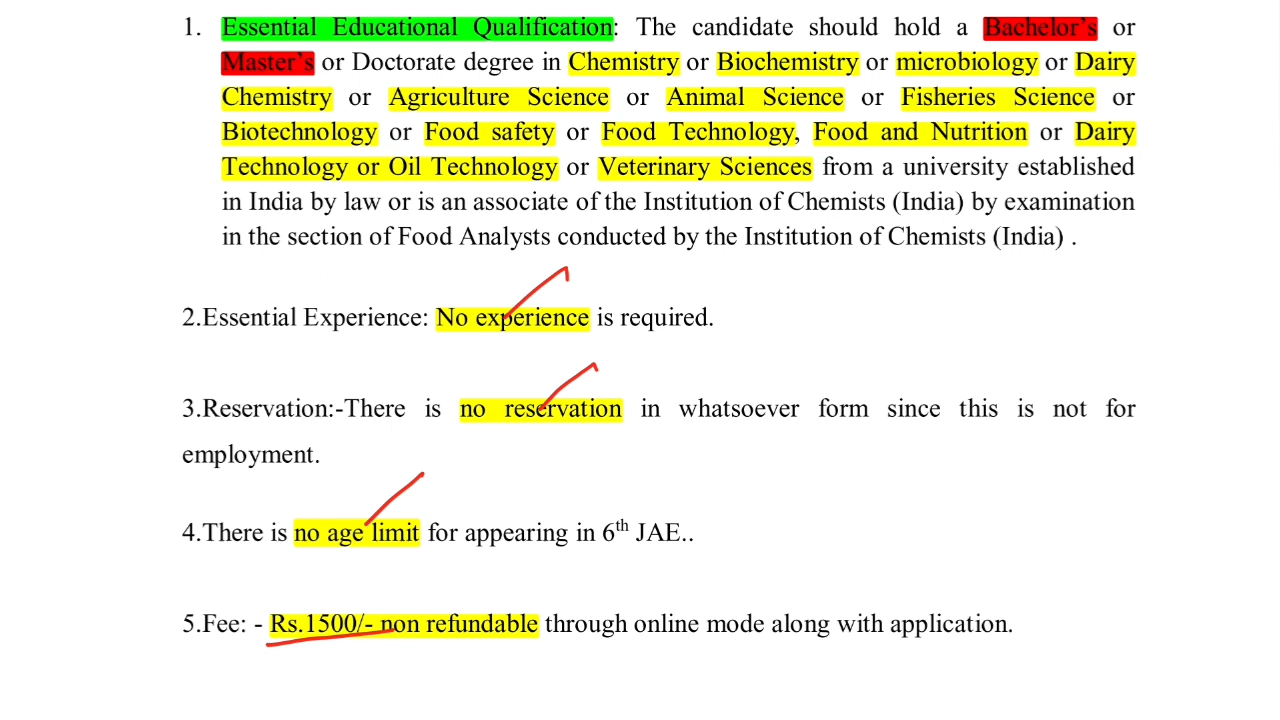 1. Essential Educational Qualification: The candidate should hold a Bachelor's or
Master's or Doctorate degree in Chemistry or Biochemistry or microbiology or Dairy
Chemistry or Agriculture Science or Animal Science or Fisheries Science or
Biotechnology or Food safety or Food Technology, Food and Nutrition or Dairy
Technology or Oil Technology or Veterinary Sciences from a university established
in India by law or is an associate of the Institution of Chemists (India) by examination
in the section of Food Analysts conducted by the Institution of Chemists (India) .
2.Essential Experience: No experience is required.
3.Reservation:-There is no reservation in whatsoever form since this is not for
employment.
4.There is no age limit for appearing in 6th JAE..
5.Fee: - Rs.1500/- non refundable through online mode along with application.